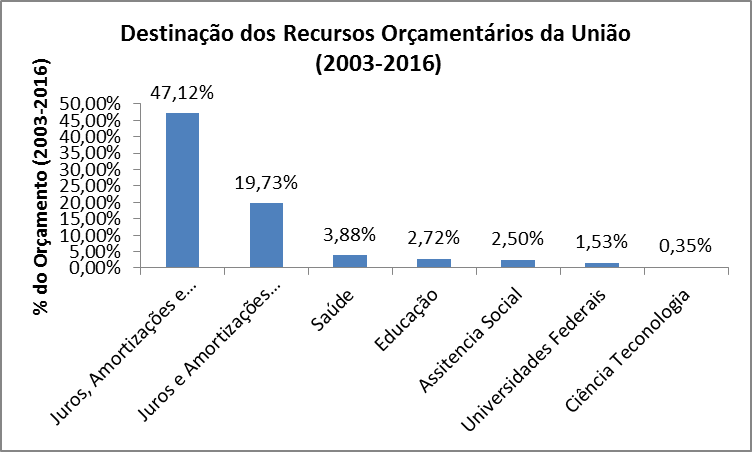 Destinação dos Recursos Orçamentários da União
(2003-2016)
% do Orçamento (2003-2016)
50,00%
45,00%
40,00%
35,00%
30,00%
25,00%
20,00%
15,00%
10,00%
5,00%
0,00%
47,12%
19,73%
3,88%
2,72%
2,50%
1,53%
0,35%
Juros, Amortizações e...
Juros e Amortizações...
Saúde
Educação
Assitencia Social
Universidades Federais
Ciência Teconologia